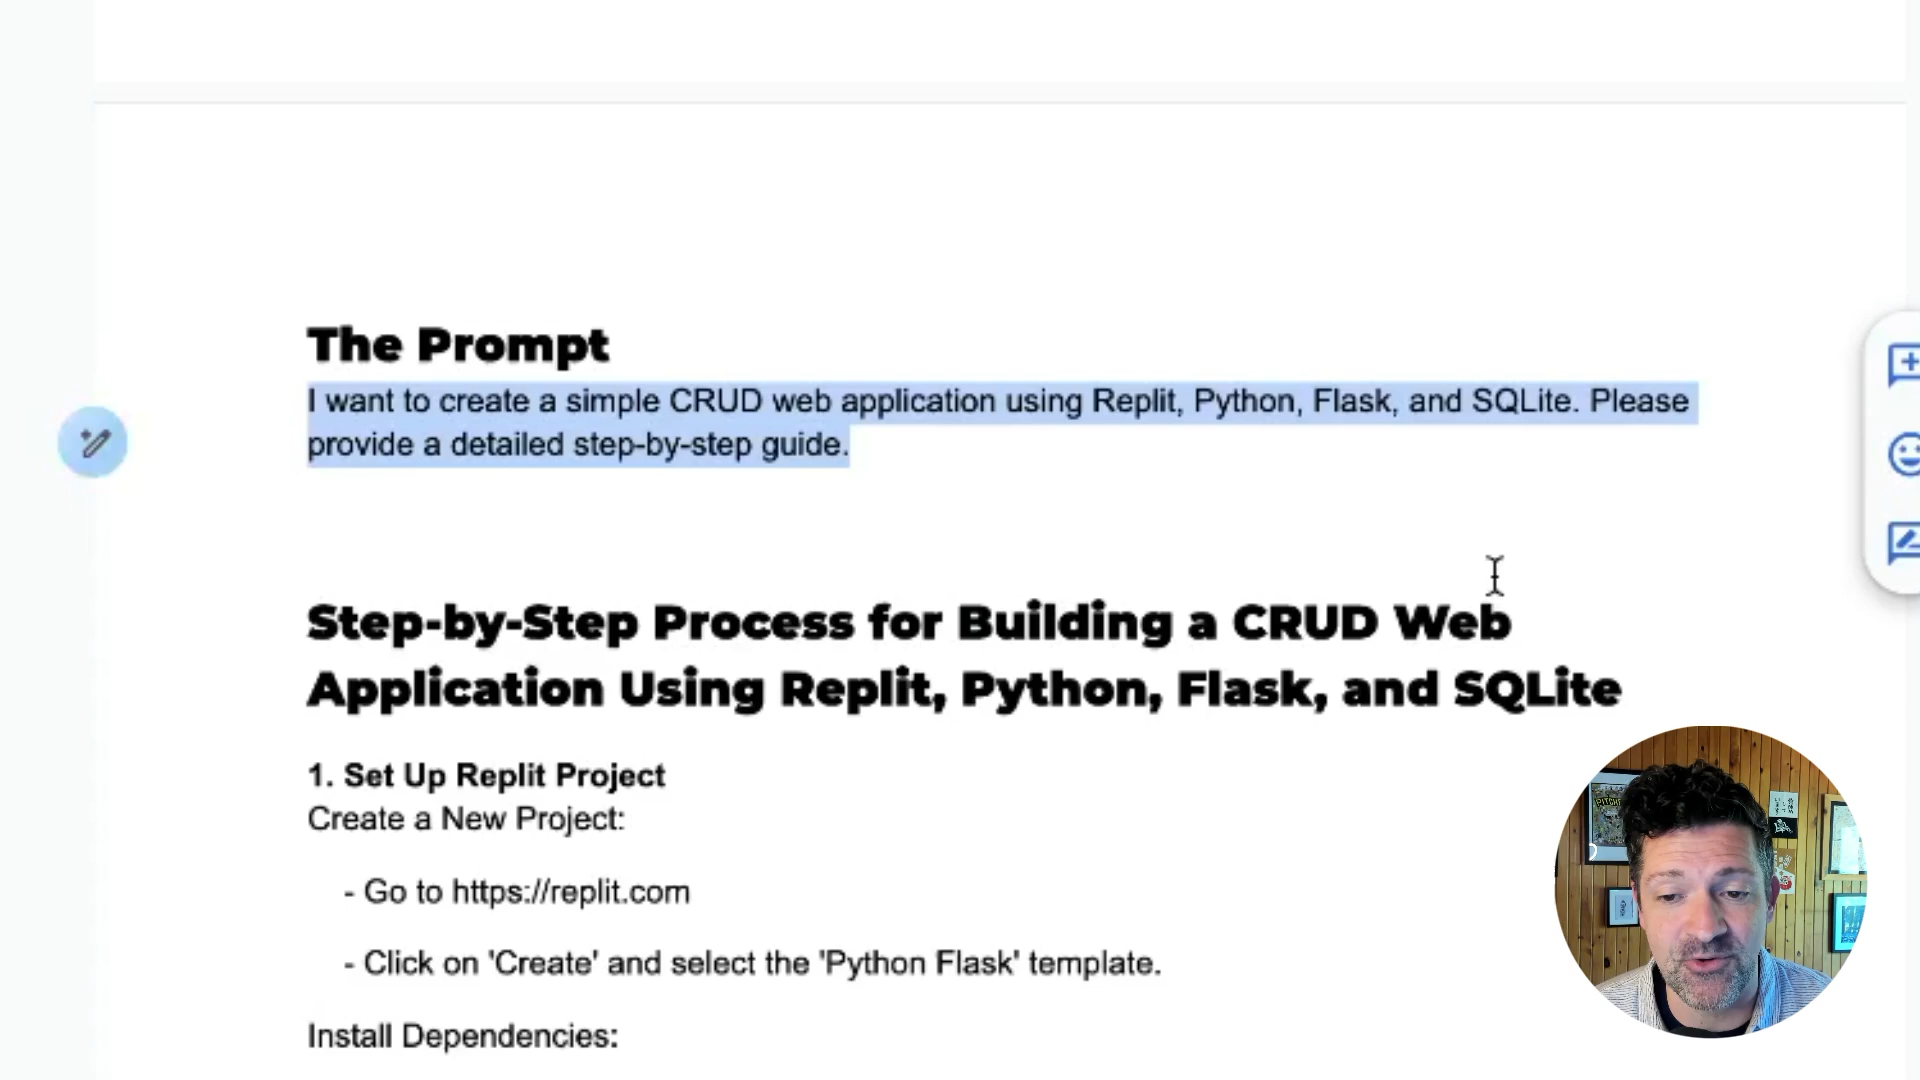 The Prompt
I want to create a simple CRUD web application using Replit, Python, Flask, and SQLite. Please
provide a detailed step-by-step guide.
Step-by-Step Process for Building a CRUD Web
Application Using Replit, Python, Flask, and SQLite
1. Set Up Replit Project
Create a New Project:
- Go to https://replit.com
- Click on 'Create' and select the 'Python Flask' template.
Install Dependencies: